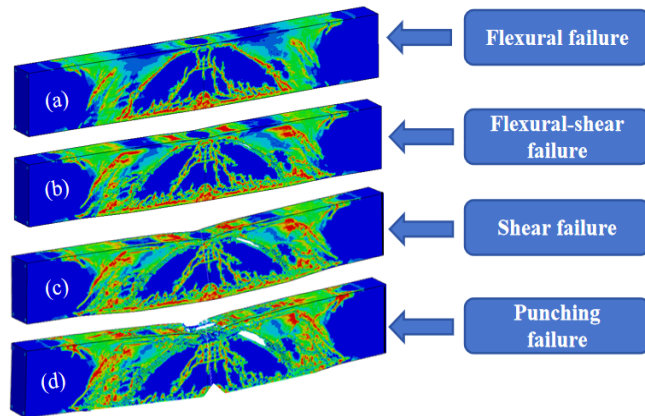 (a)
Flexural failure
(b)
Flexural-shear
failure
(c)
Shear failure
(d)
Punching
failure